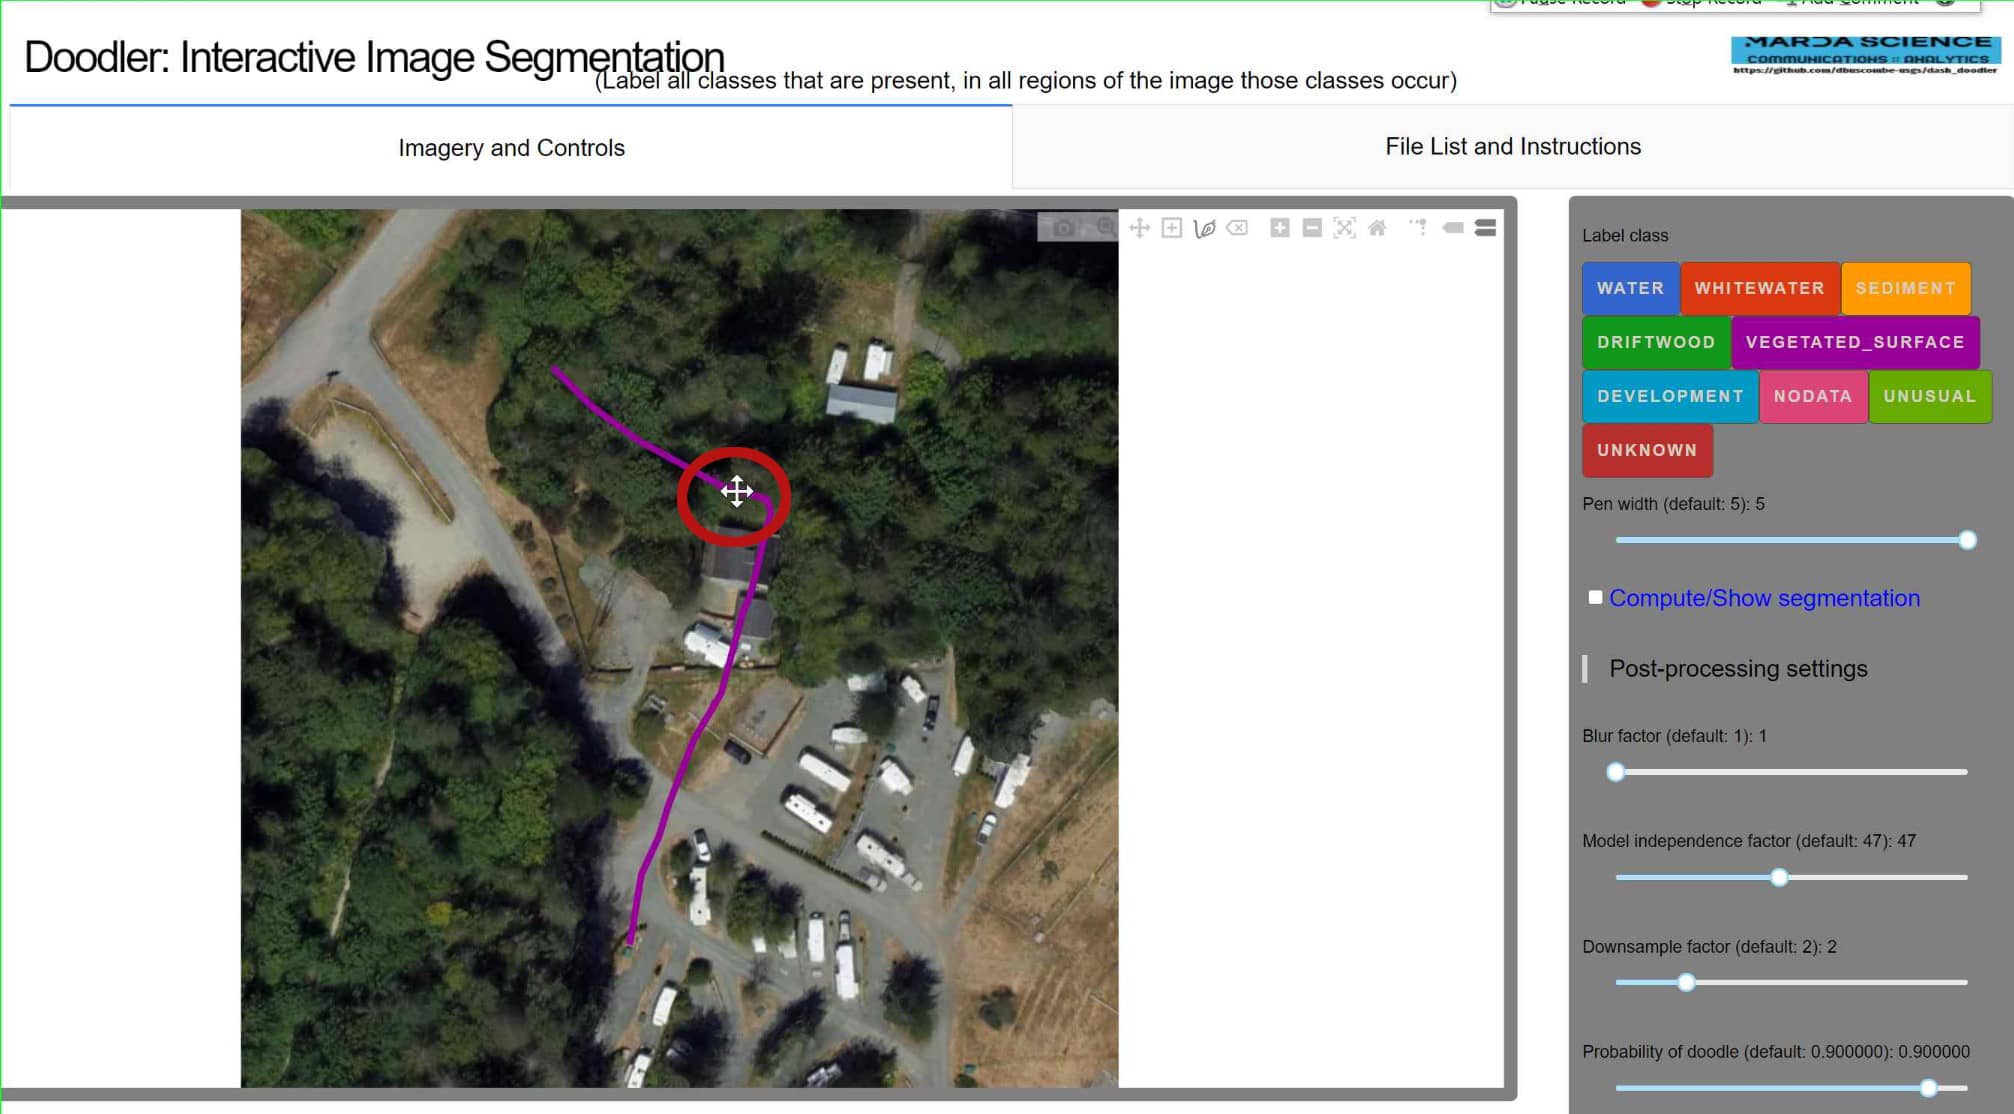 Pause Record Stop Record Add Comment
Doodler: Interactive Image Segmentation
(Label all classes that are present, in all regions of the image those classes occur)
MARDA SCIENCE
COMMUNICATIONS :: ANALYTICS
https://github.com/dbuscombe-usgs/dash_doodler
Imagery and Controls
File List and Instructions
Label class
WATER WHITEWATER SEDIMENT
DRIFTWOOD VEGETATED_SURFACE
DEVELOPMENT NODATA UNUSUAL
UNKNOWN
Pen width (default: 5): 5
Compute/Show segmentation
Post-processing settings
Blur factor (default: 1): 1
Model independence factor (default: 47): 47
Downsample factor (default: 2): 2
Probability of doodle (default: 0.900000): 0.900000